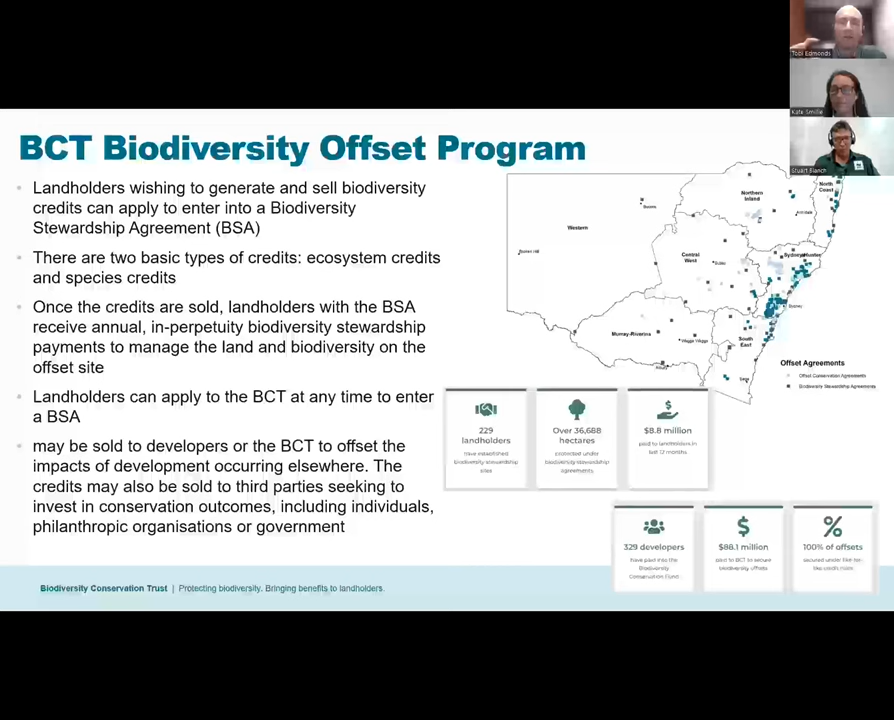 Tobi Edmonds
Kate Smillie
Stuart Blanch
BCT Biodiversity Offset Program
Landholders wishing to generate and sell biodiversity
credits can apply to enter into a Biodiversity
Stewardship Agreement (BSA)
There are two basic types of credits: ecosystem credits
and species credits
Once the credits are sold, landholders with the BSA
receive annual, in-perpetuity biodiversity stewardship
payments to manage the land and biodiversity on the
offset site
Landholders can apply to the BCT at any time to enter
a BSA
may be sold to developers or the BCT to offset the
impacts of development occurring elsewhere. The
credits may also be sold to third parties seeking to
invest in conservation outcomes, including individuals,
philanthropic organisations or government
Northern
Inland
North
Coast
Armidale
Bourke
Western
Broken Hill
Central
West
Dubbo
Sydney
Murray-Riverina
Wagga Wagga
Albury
South
East
Offset Agreements
Offset Conservation Agreements
Biodiversity Stewardship Agreements
229
landholders
have established
biodiversity stewardship
sites
Over 36,688
hectares
protected under
biodiversity stewardship
agreements
$8.8 million
paid to landholders in
last 12 months
329 developers
have paid into the
Biodiversity
Conservation Fund
$88.1 million
paid to BCT to secure
biodiversity offsets
100% of offsets
secured under like-for-
like credit rules
Biodiversity Conservation Trust | Protecting biodiversity. Bringing benefits to landholders.